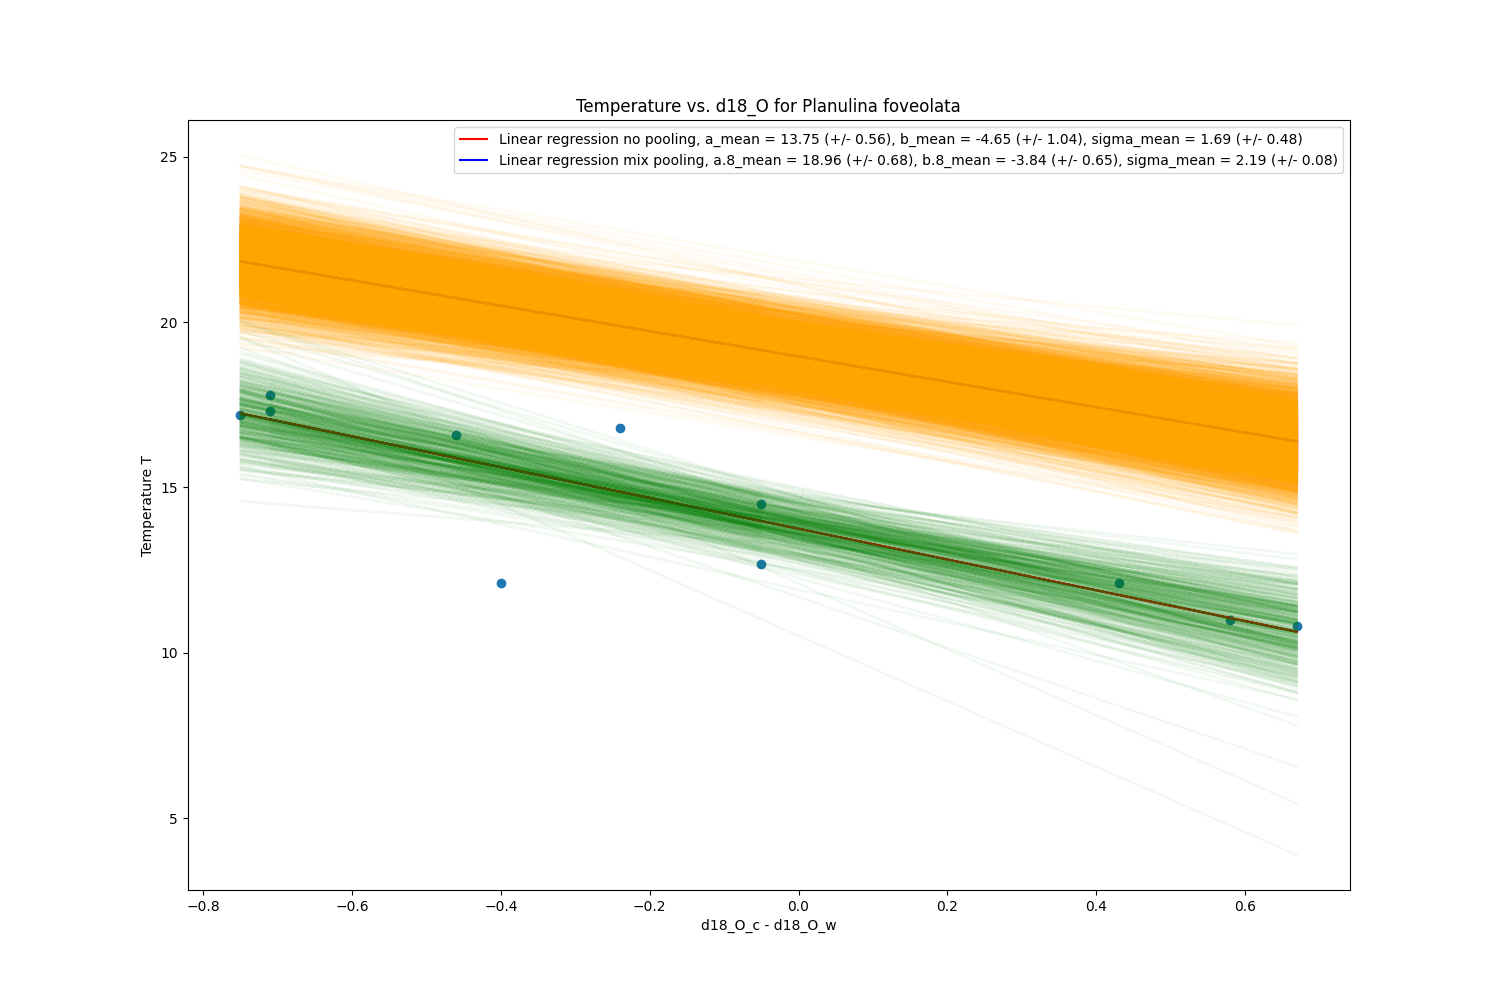 Temperature vs. d18_O for Planulina foveolata
Linear regression no pooling, a_mean = 13.75 (+/- 0.56), b_mean = -4.65 (+/- 1.04), sigma_mean = 1.69 (+/- 0.48)
Linear regression mix pooling, a.8_mean = 18.96 (+/- 0.68), b.8_mean = -3.84 (+/- 0.65), sigma_mean = 2.19 (+/- 0.08)
25
20
15
10
5
Temperature T
−0.8 −0.6 −0.4 −0.2 0.0 0.2 0.4 0.6
d18_O_c - d18_O_w